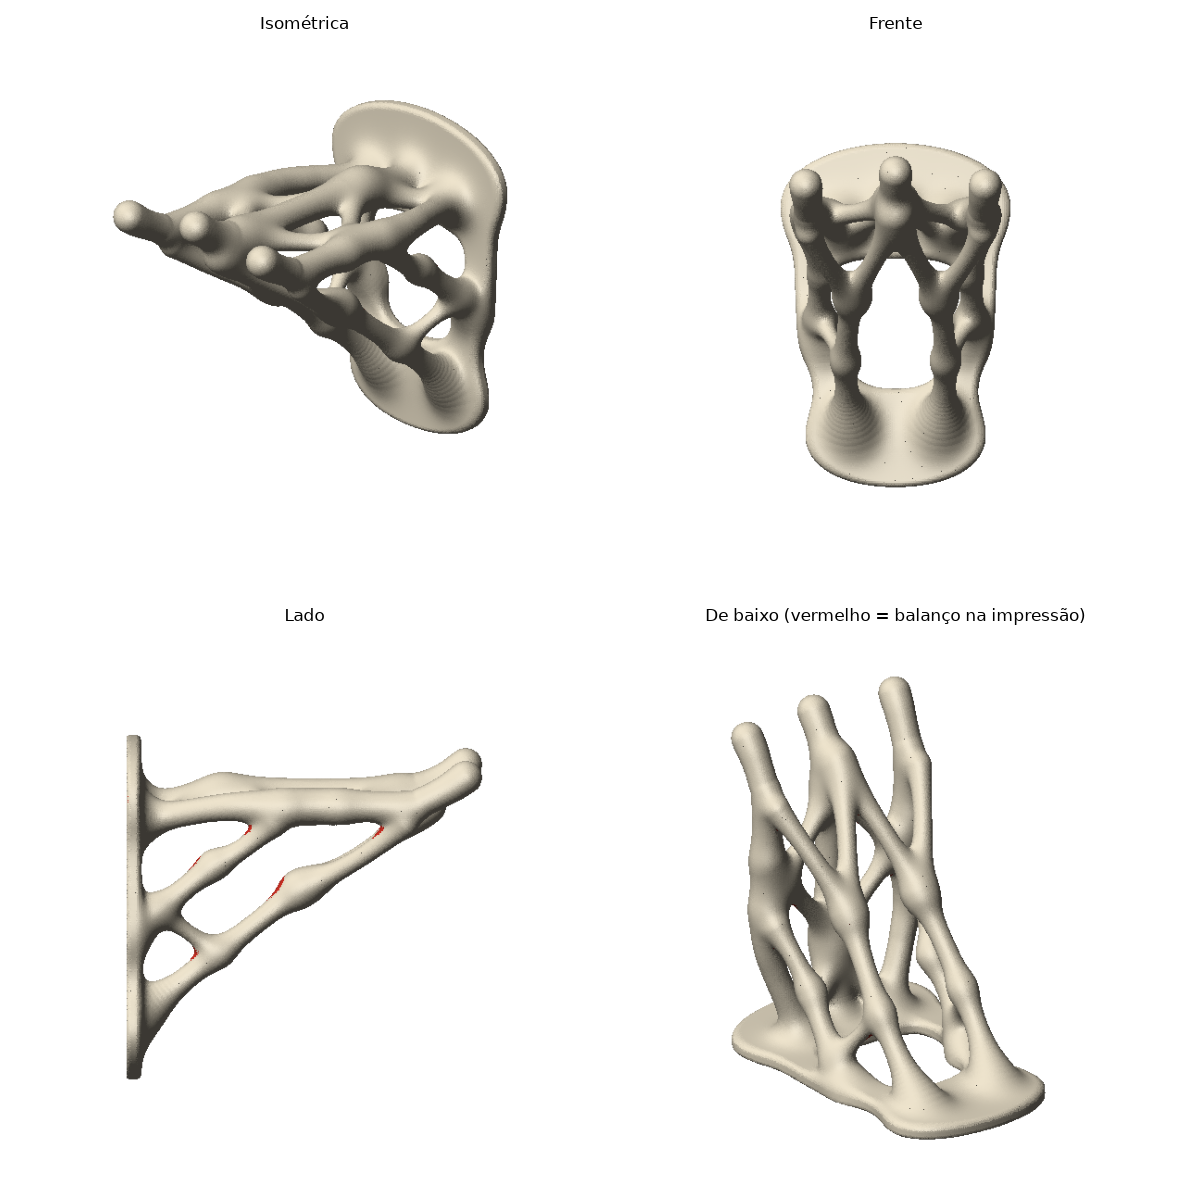 Isométrica
Frente
Lado
De baixo (vermelho = balanço na impressão)